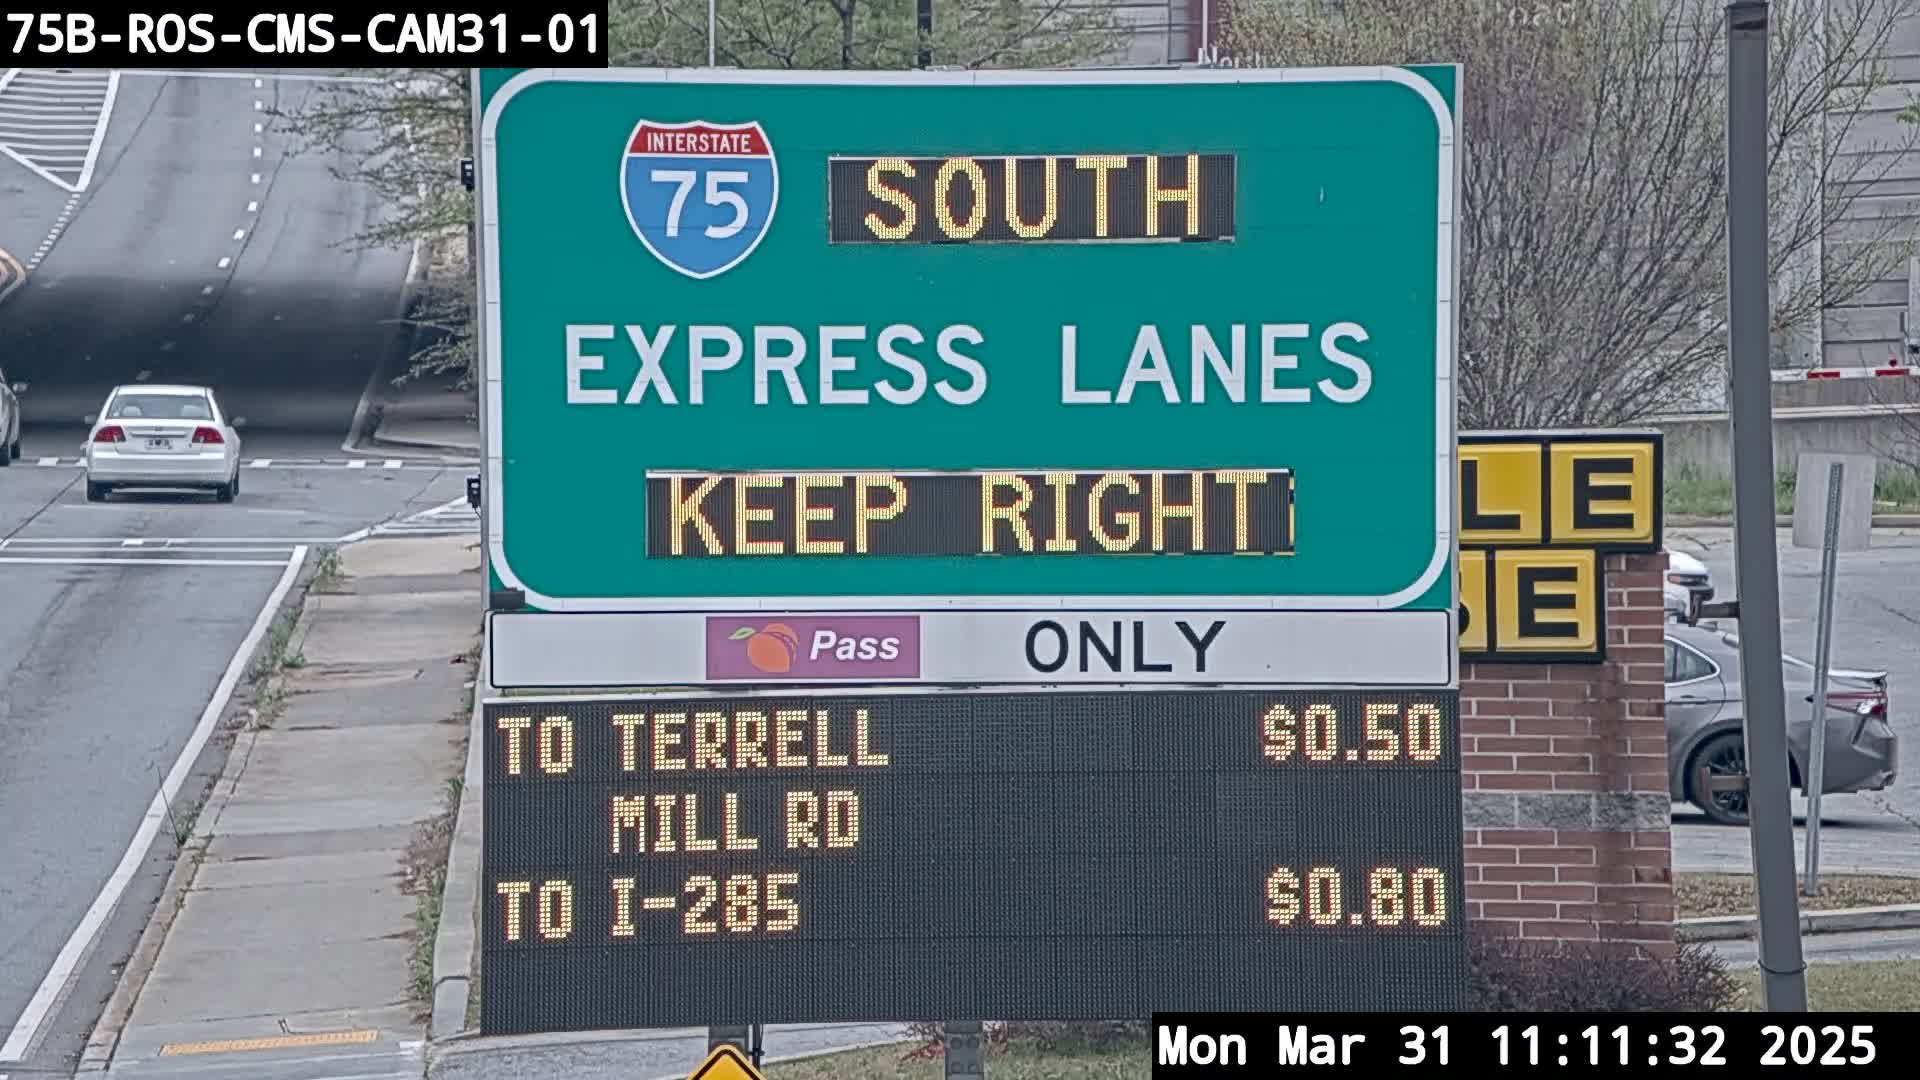 75B-ROS-CMS-CAM31-01
INTERSTATE
75
SOUTH
EXPRESS LANES
KEEP RIGHT
Pass ONLY
TO TERRELL $0.50
MILL RD
TO I-285 $0.80
LE
E
Mon Mar 31 11:11:32 2025